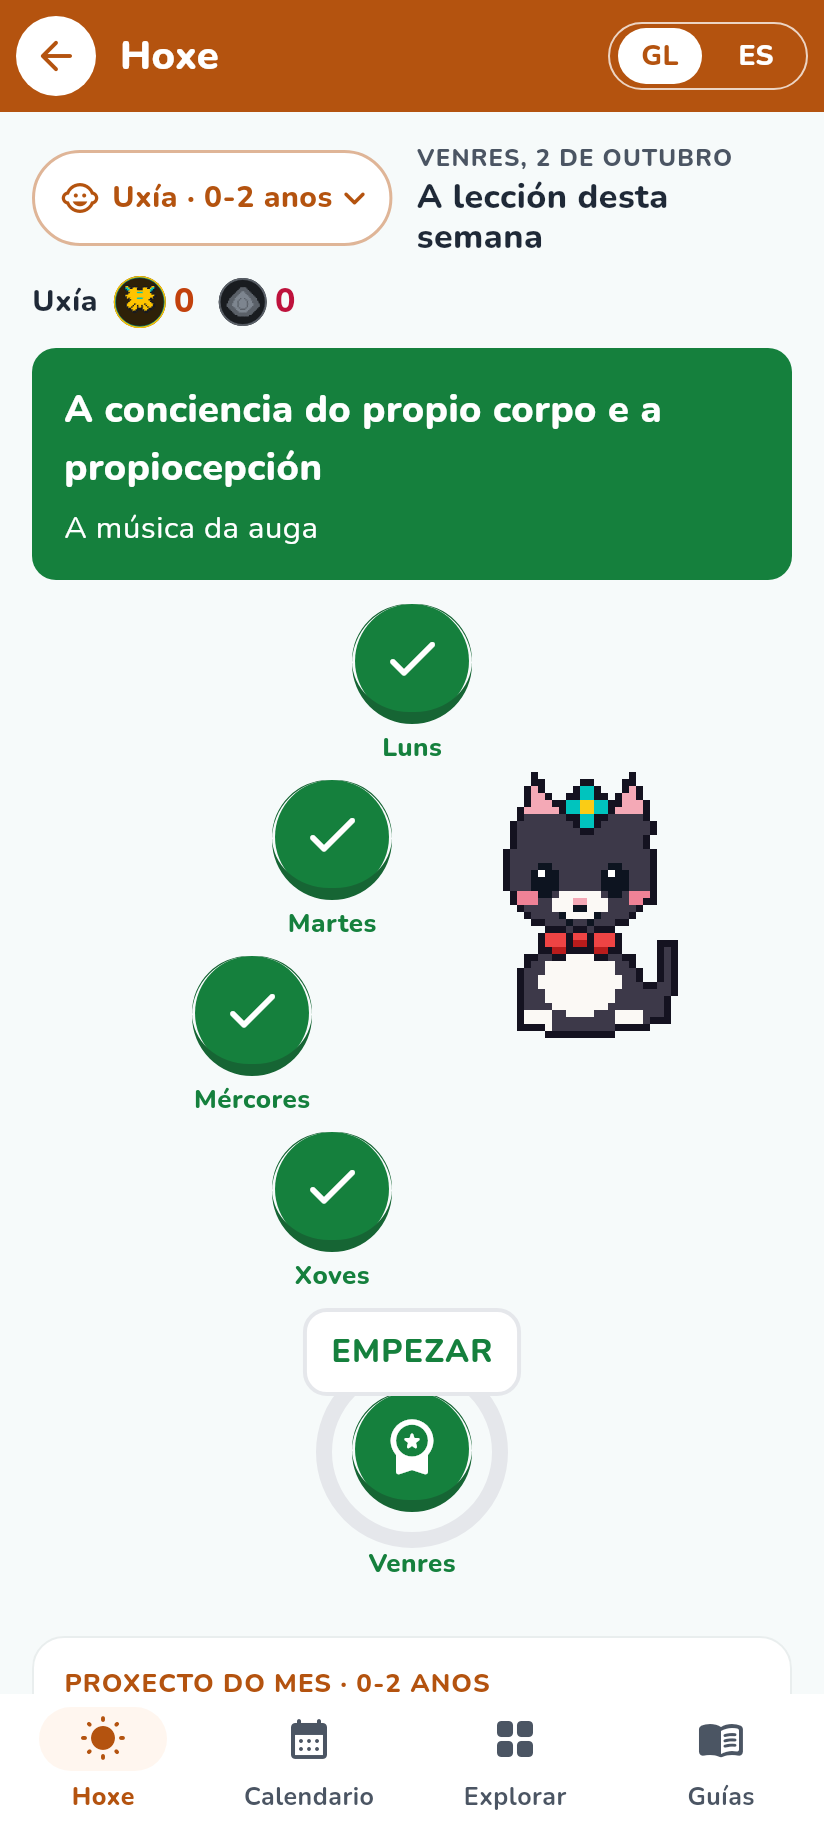 Hoxe
GL
ES
Uxía · 0-2 anos
VENRES, 2 DE OUTUBRO
A lección desta
semana
Uxía
0
0
A conciencia do propio corpo e a
propiocepción
A música da auga
Luns
Martes
Mércores
Xoves
EMPEZAR
Venres
PROXECTO DO MES · 0-2 ANOS
Hoxe
Calendario
Explorar
Guías